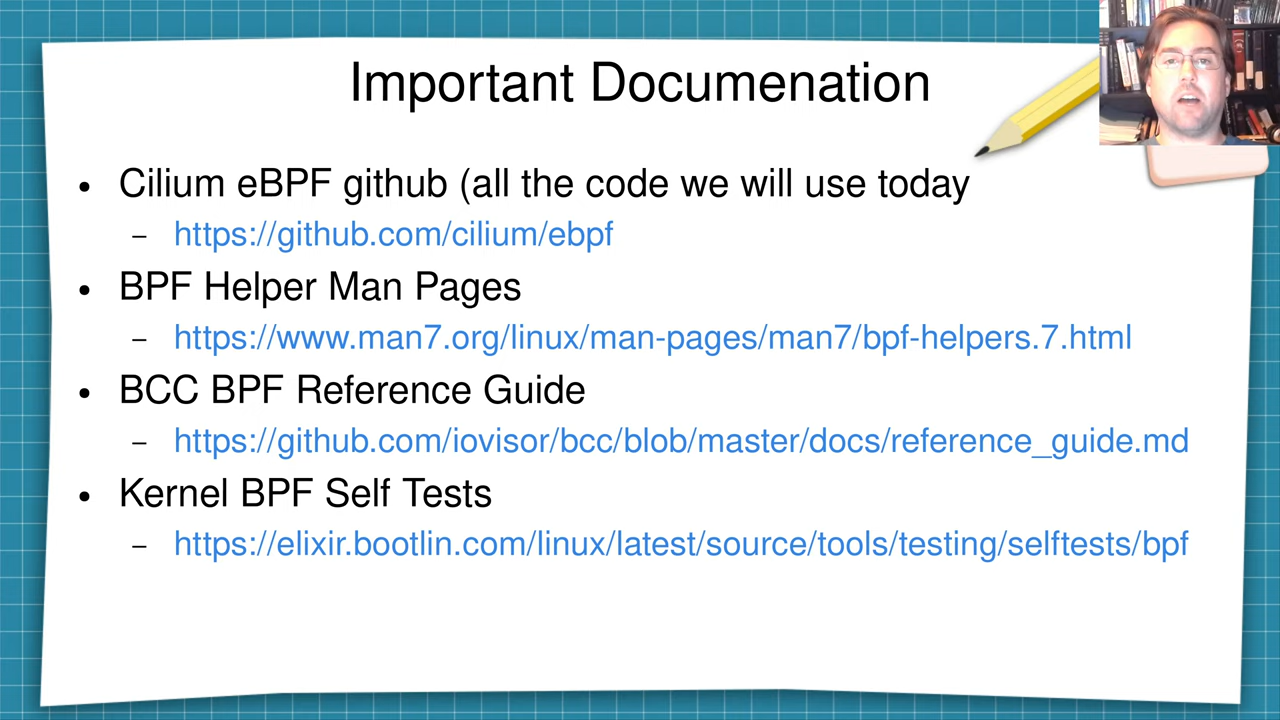 Important Documenation
• Cilium eBPF github (all the code we will use today
– https://github.com/cilium/ebpf
• BPF Helper Man Pages
– https://www.man7.org/linux/man-pages/man7/bpf-helpers.7.html
• BCC BPF Reference Guide
– https://github.com/iovisor/bcc/blob/master/docs/reference_guide.md
• Kernel BPF Self Tests
– https://elixir.bootlin.com/linux/latest/source/tools/testing/selftests/bpf